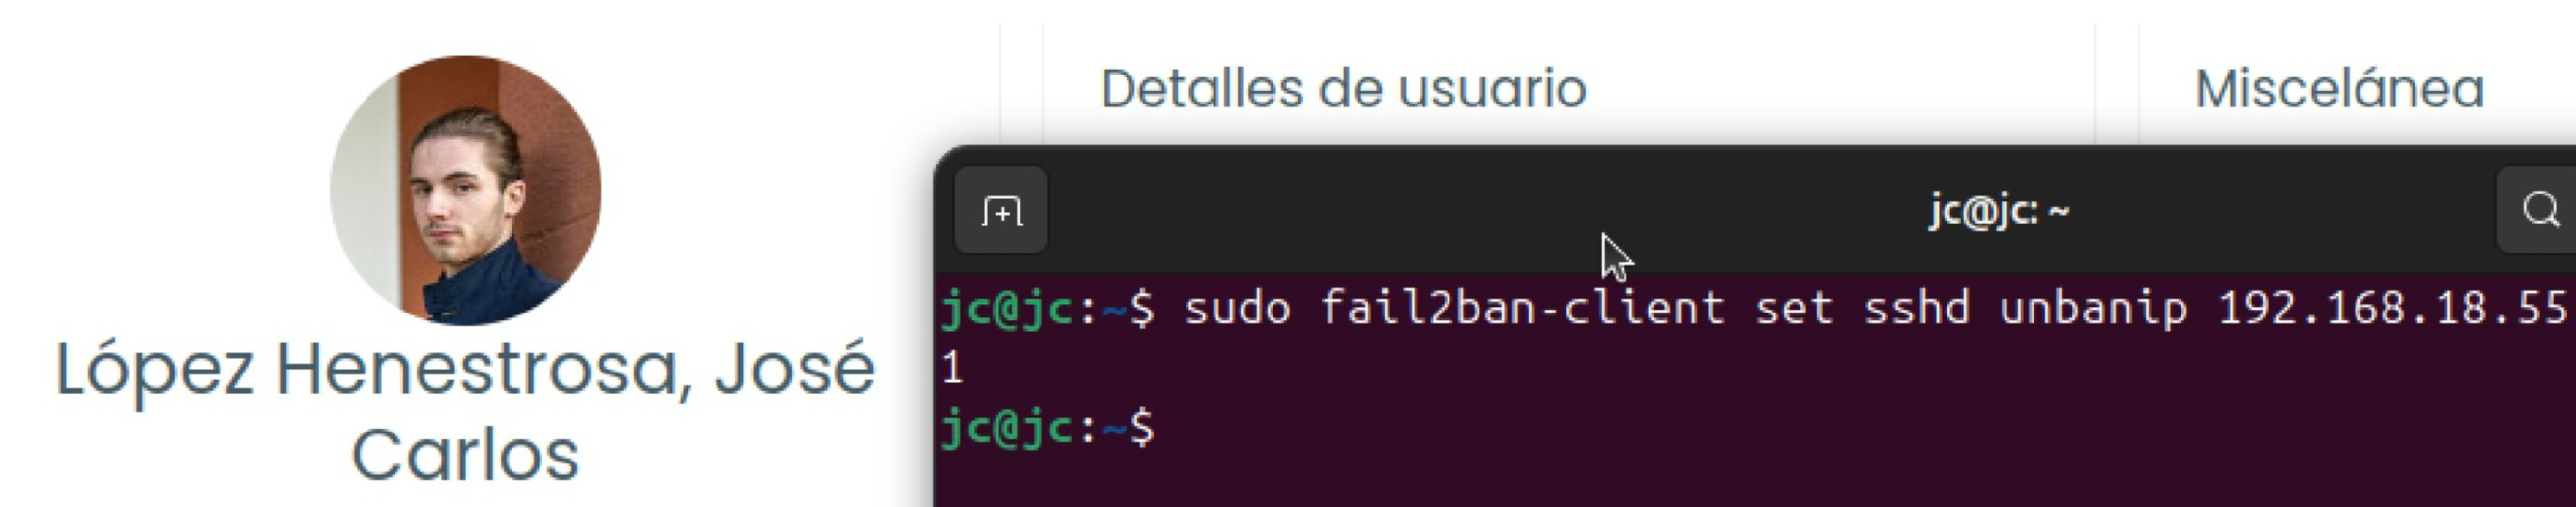 López Henestrosa, José
Carlos
Detalles de usuario
Miscelánea
jc@jc: ~
jc@jc:~$ sudo fail2ban-client set sshd unbanip 192.168.18.55
1
jc@jc:~$